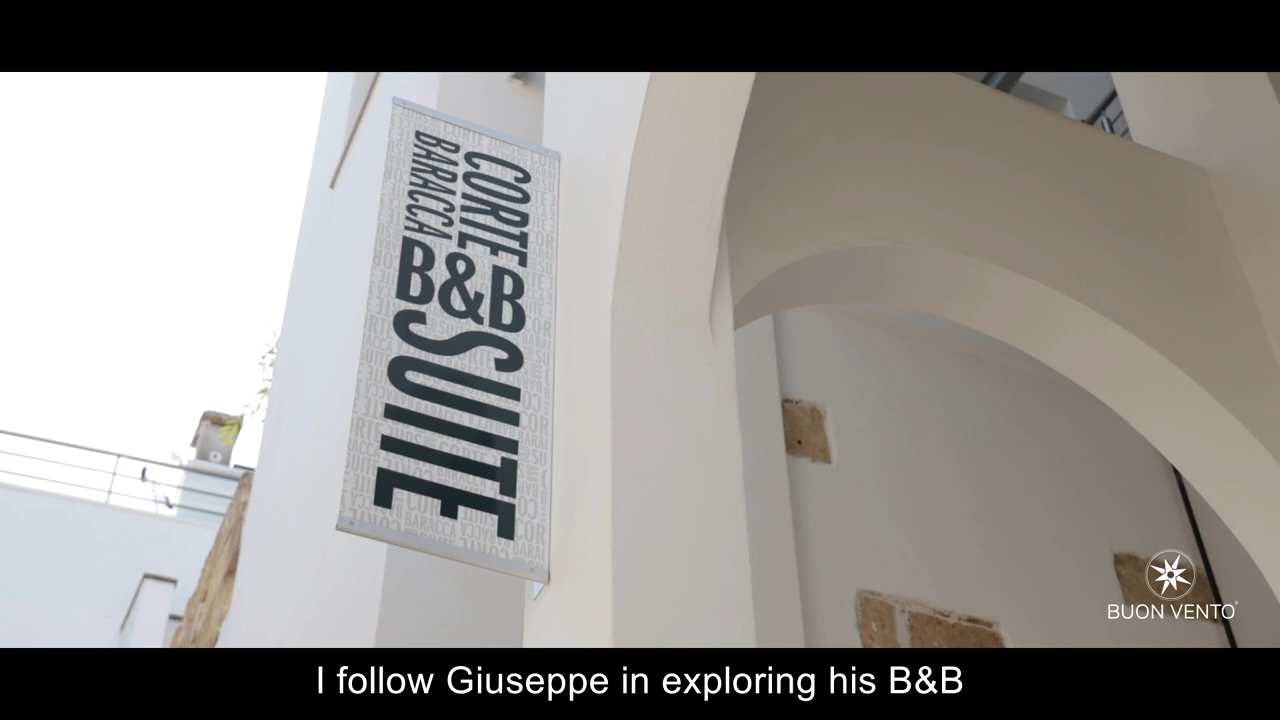 CORTE
BARACCA
B&B
SUITE
BUON VENTO
I follow Giuseppe in exploring his B&B